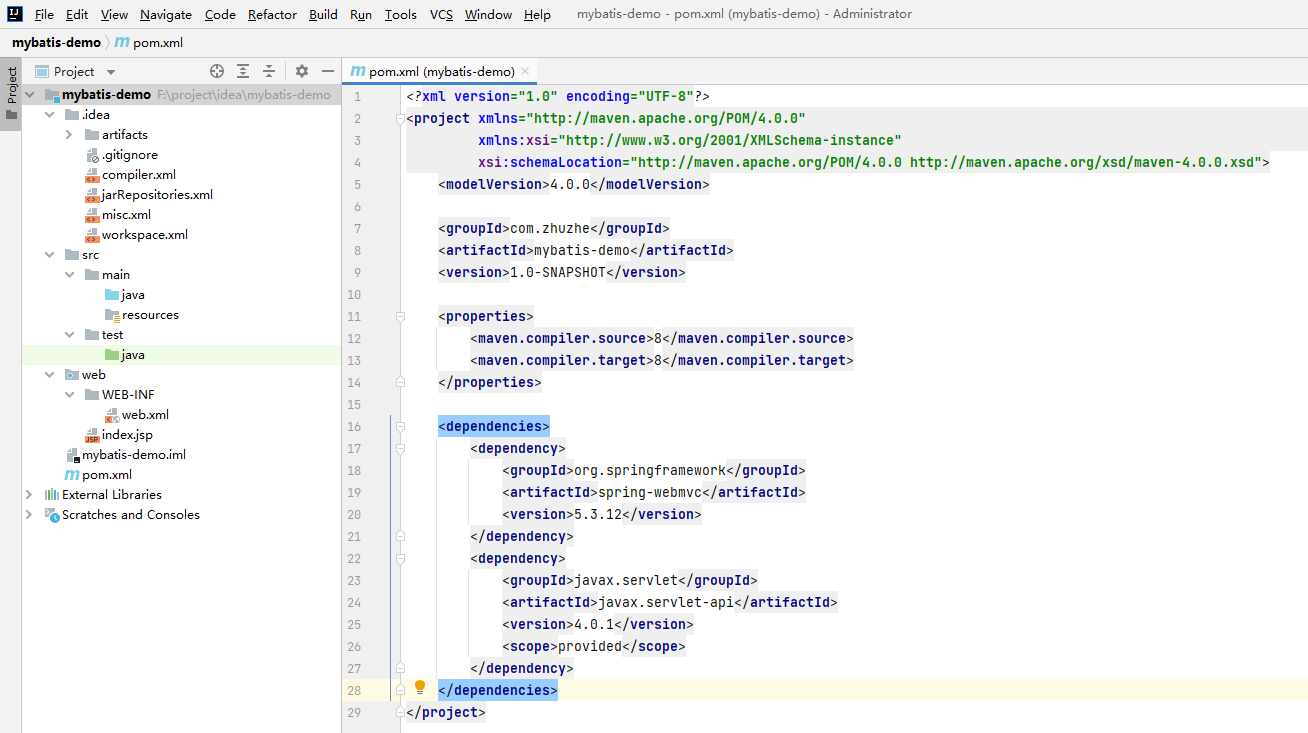 File Edit View Navigate Code Refactor Build Run Tools VCS Window Help mybatis-demo - pom.xml (mybatis-demo) - Administrator
mybatis-demo pom.xml
Project
Project
pom.xml (mybatis-demo)
mybatis-demo F:\project\idea\mybatis-demo
.idea
artifacts
.gitignore
compiler.xml
jarRepositories.xml
misc.xml
workspace.xml
src
main
java
resources
test
java
web
WEB-INF
web.xml
index.jsp
mybatis-demo.iml
pom.xml
External Libraries
Scratches and Consoles
1 <?xml version="1.0" encoding="UTF-8"?>
2 <project xmlns="http://maven.apache.org/POM/4.0.0"
3 xmlns:xsi="http://www.w3.org/2001/XMLSchema-instance"
4 xsi:schemaLocation="http://maven.apache.org/POM/4.0.0 http://maven.apache.org/xsd/maven-4.0.0.xsd">
5 <modelVersion>4.0.0</modelVersion>
6
7 <groupId>com.zhuzhe</groupId>
8 <artifactId>mybatis-demo</artifactId>
9 <version>1.0-SNAPSHOT</version>
10
11 <properties>
12 <maven.compiler.source>8</maven.compiler.source>
13 <maven.compiler.target>8</maven.compiler.target>
14 </properties>
15
16 <dependencies>
17 <dependency>
18 <groupId>org.springframework</groupId>
19 <artifactId>spring-webmvc</artifactId>
20 <version>5.3.12</version>
21 </dependency>
22 <dependency>
23 <groupId>javax.servlet</groupId>
24 <artifactId>javax.servlet-api</artifactId>
25 <version>4.0.1</version>
26 <scope>provided</scope>
27 </dependency>
28 </dependencies>
29 </project>